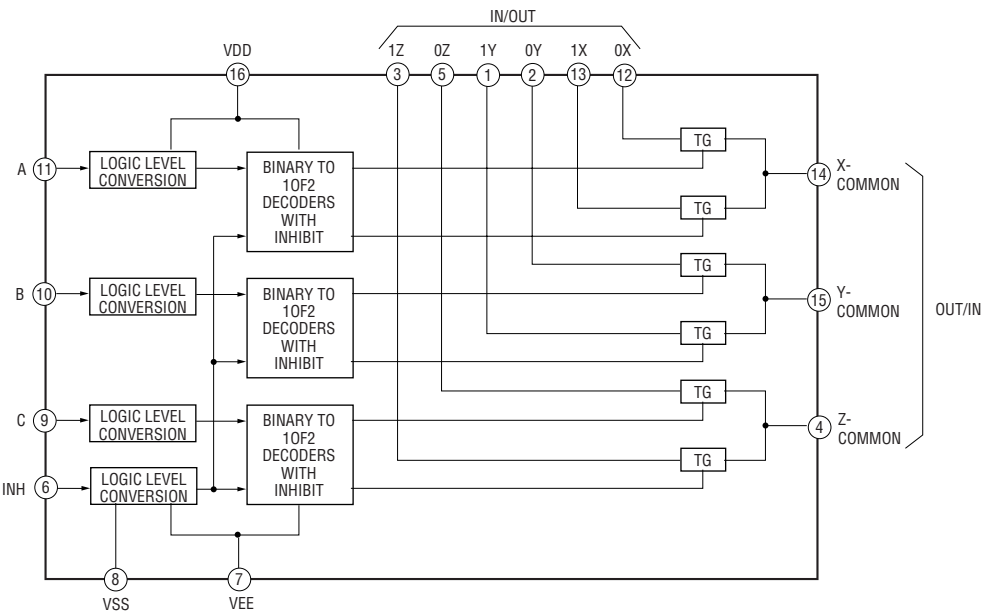 IN/OUT
VDD
1Z 0Z 1Y 0Y 1X 0X
16 3 5 1 2 13 12
TG
A 11
LOGIC LEVEL
CONVERSION
BINARY TO
1OF2
DECODERS
WITH
INHIBIT
14
X-
COMMON
TG
TG
B 10
LOGIC LEVEL
CONVERSION
BINARY TO
1OF2
DECODERS
WITH
INHIBIT
15
Y-
COMMON
OUT/IN
TG
TG
C 9
LOGIC LEVEL
CONVERSION
BINARY TO
1OF2
DECODERS
WITH
INHIBIT
4
Z-
COMMON
TG
INH 6
LOGIC LEVEL
CONVERSION
8 7
VSS VEE